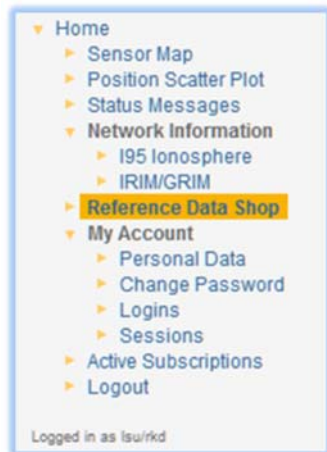 Home
Sensor Map
Position Scatter Plot
Status Messages
Network Information
I95 Ionosphere
IRIM/GRIM
Reference Data Shop
My Account
Personal Data
Change Password
Logins
Sessions
Active Subscriptions
Logout
Logged in as lsu/rkd